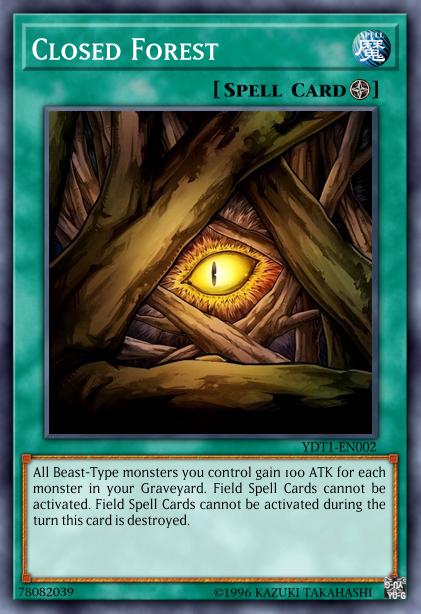 Closed Forest
SPELL
魔
[Spell Card]
YDT1-EN002
All Beast-Type monsters you control gain 100 ATK for each
monster in your Graveyard. Field Spell Cards cannot be
activated. Field Spell Cards cannot be activated during the
turn this card is destroyed.
78082039
©1996 KAZUKI TAKAHASHI